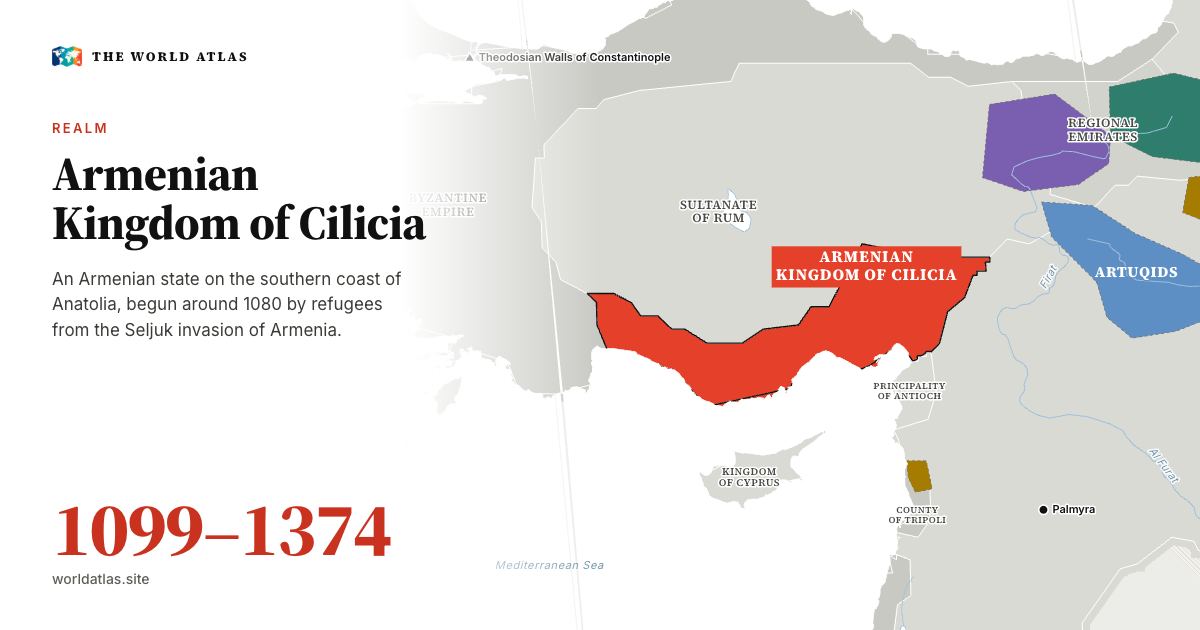 THE WORLD ATLAS
REALM
Armenian
Kingdom of Cilicia
An Armenian state on the southern coast of
Anatolia, begun around 1080 by refugees
from the Seljuk invasion of Armenia.
1099–1374
worldatlas.site
Theodosian Walls of Constantinople
BYZANTINE
EMPIRE
SULTANATE
OF RUM
REGIONAL
EMIRATES
ARMENIAN
KINGDOM OF CILICIA
ARTUQIDS
Firat
PRINCIPALITY
OF ANTIOCH
KINGDOM
OF CYPRUS
Al Furat
COUNTY
OF TRIPOLI
Palmyra
Mediterranean Sea